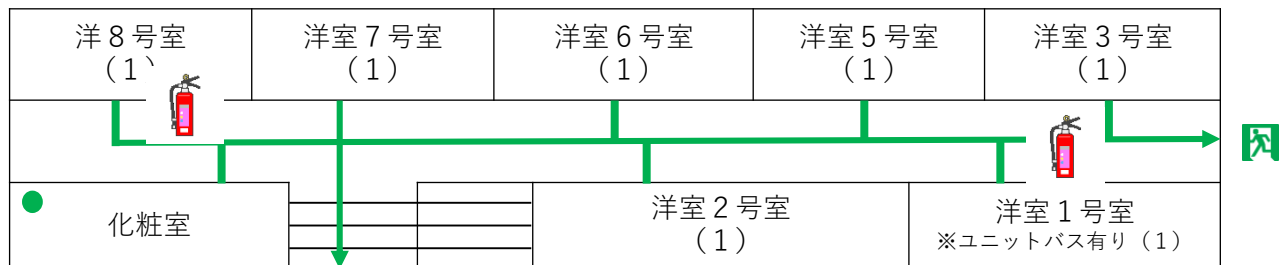 洋8号室
(1)
洋室7号室
(1)
洋室6号室
(1)
洋室5号室
(1)
洋室3号室
(1)
化粧室
洋室2号室
(1)
洋室1号室
※ユニットバス有り(1)